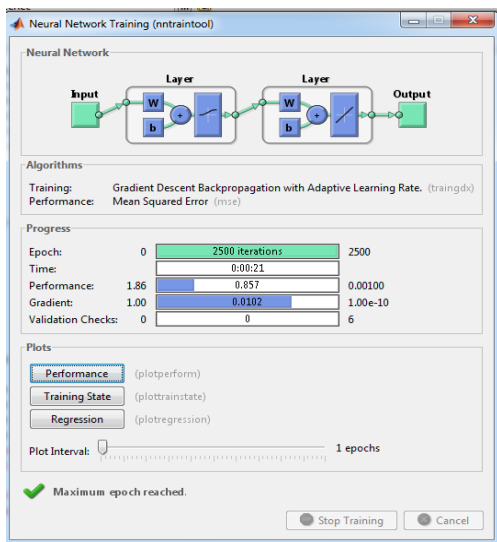 Neural Network Training (nntraintool)
Neural Network
Layer Layer
Input Output
W W
+ +
b b
Algorithms
Training: Gradient Descent Backpropagation with Adaptive Learning Rate. (traingdx)
Performance: Mean Squared Error (mse)
Progress
Epoch: 0 2500 iterations 2500
Time: 0:00:21
Performance: 1.86 0.857 0.00100
Gradient: 1.00 0.0102 1.00e-10
Validation Checks: 0 0 6
Plots
Performance (plotperform)
Training State (plottrainstate)
Regression (plotregression)
Plot Interval: 1 epochs
Maximum epoch reached.
Stop Training Cancel